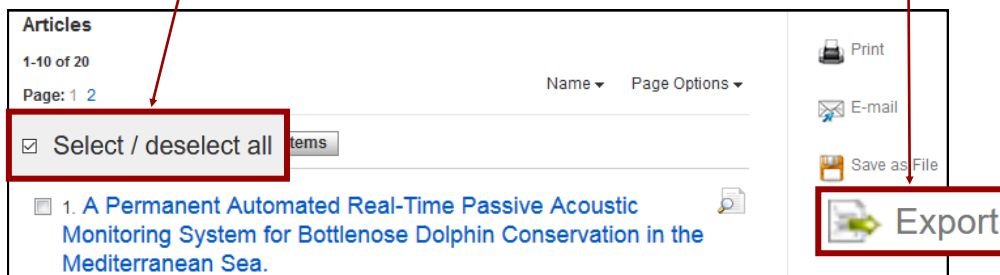 Articles
1-10 of 20
Page: 1 2
Name Page Options
Select / deselect all
1. A Permanent Automated Real-Time Passive Acoustic
Monitoring System for Bottlenose Dolphin Conservation in the
Mediterranean Sea.
Print
E-mail
Save as File
Export